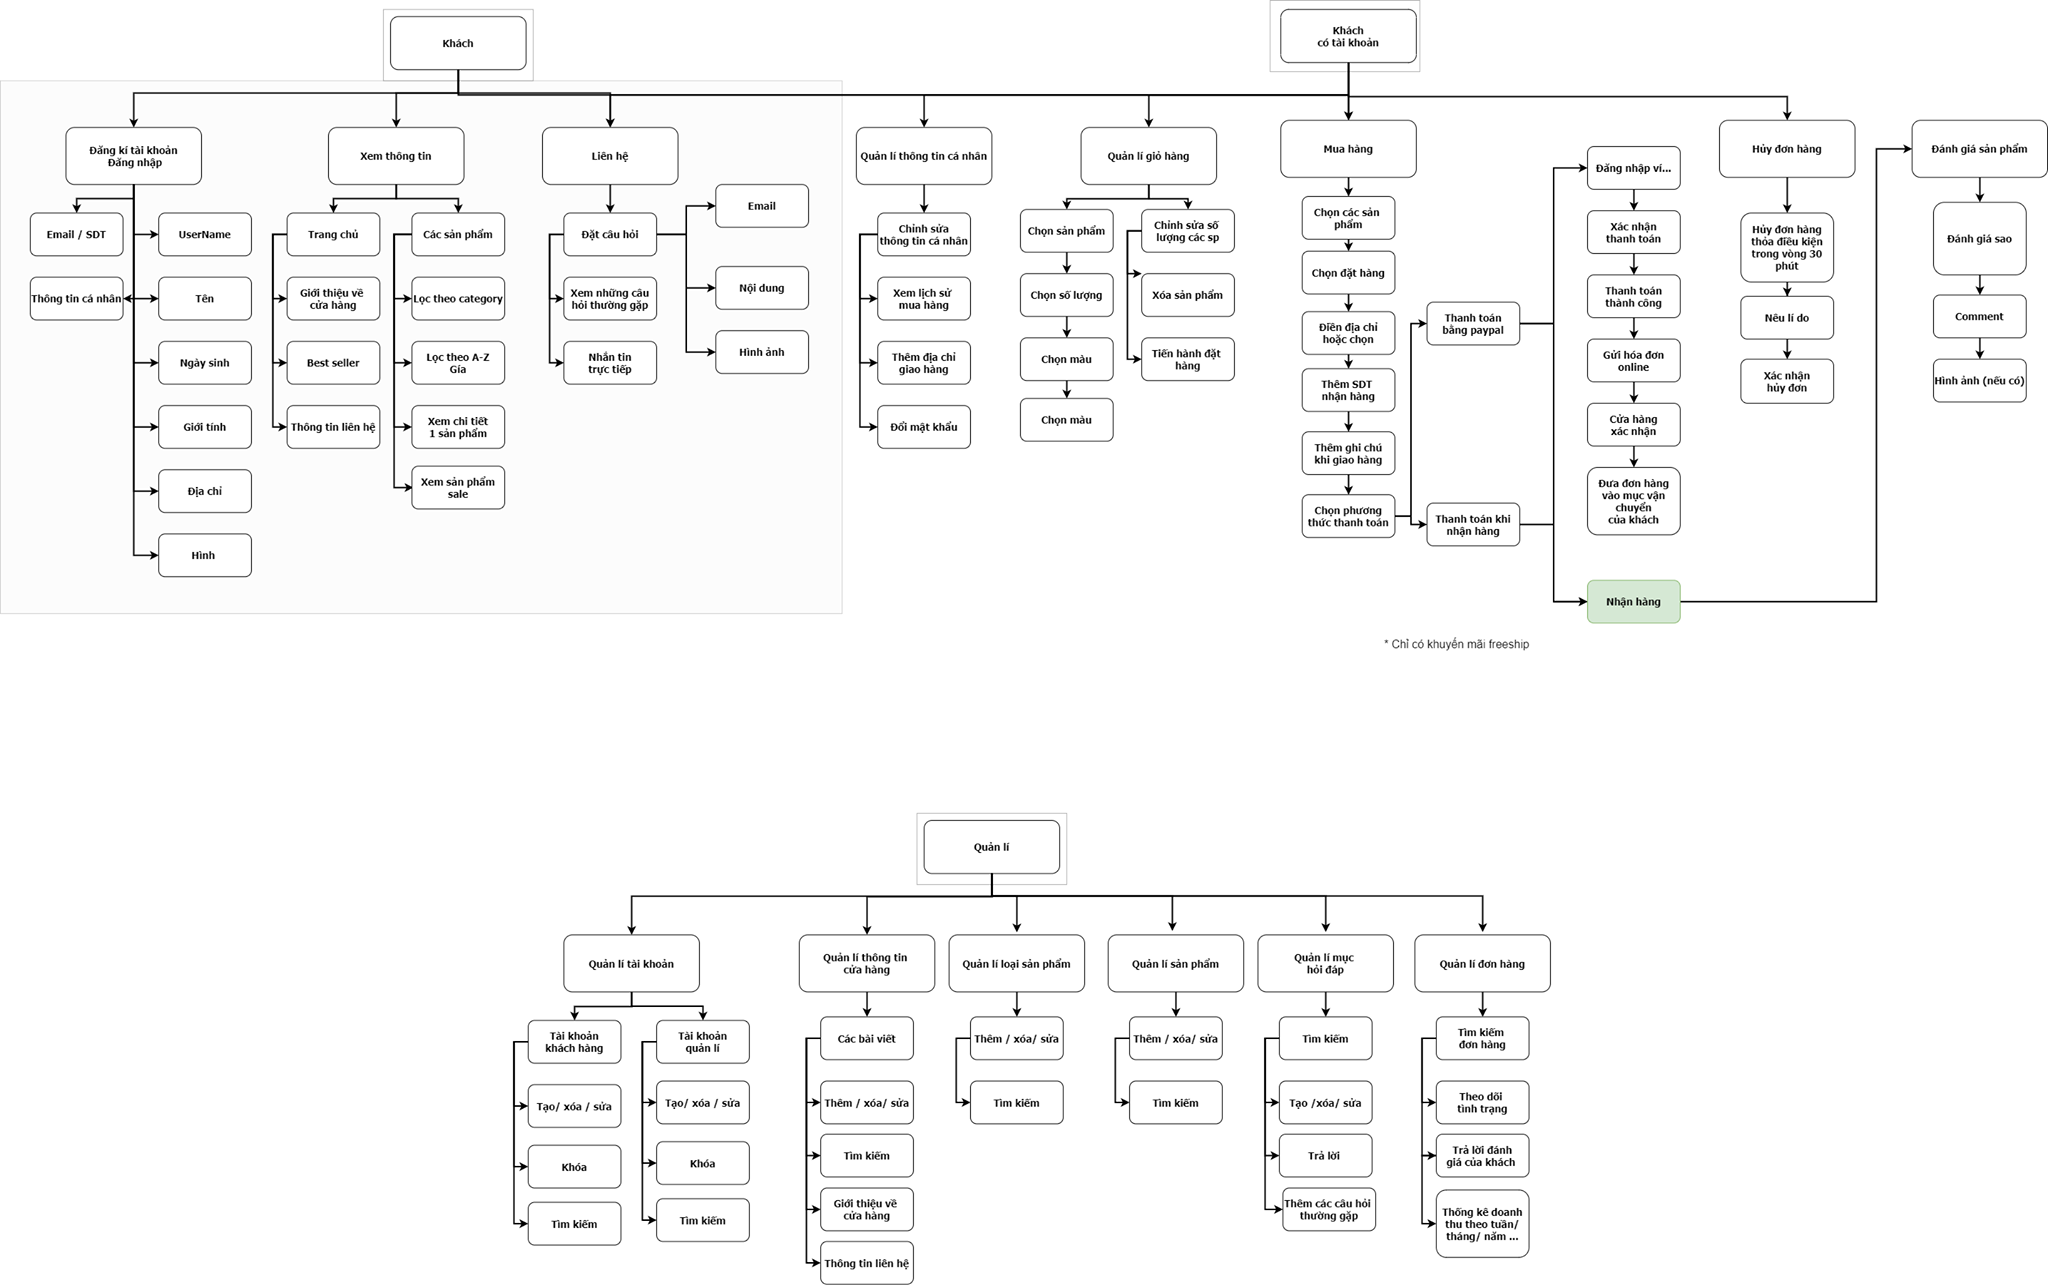 Khách
Khách
có tài khoản
Đăng kí tài khoản
Đăng nhập
Xem thông tin
Liên hệ
Quản lí thông tin cá nhân
Quản lí giỏ hàng
Mua hàng
Hủy đơn hàng
Đánh giá sản phẩm
Email / SDT
Thông tin cá nhân
UserName
Tên
Ngày sinh
Giới tính
Địa chỉ
Hình
Trang chủ
Giới thiệu về
cửa hàng
Best seller
Thông tin liên hệ
Các sản phẩm
Lọc theo category
Lọc theo A-Z
Gía
Xem chi tiết
1 sản phẩm
Xem sản phẩm
sale
Đặt câu hỏi
Xem những câu
hỏi thường gặp
Nhắn tin
trực tiếp
Email
Nội dung
Hình ảnh
Chỉnh sửa
thông tin cá nhân
Xem lịch sử
mua hàng
Thêm địa chỉ
giao hàng
Đổi mật khẩu
Chọn sản phẩm
Chọn số lượng
Chọn màu
Chọn màu
Chỉnh sửa số
lượng các sp
Xóa sản phẩm
Tiến hành đặt
hàng
Chọn các sản
phẩm
Chọn đặt hàng
Điền địa chỉ
hoặc chọn
Thêm SDT
nhận hàng
Thêm ghi chú
khi giao hàng
Chọn phương
thức thanh toán
Thanh toán
bằng paypal
Thanh toán khi
nhận hàng
Đăng nhập ví...
Xác nhận
thanh toán
Thanh toán
thành công
Gửi hóa đơn
online
Cửa hàng
xác nhận
Đưa đơn hàng
vào mục vận
chuyển
của khách
Nhận hàng
Hủy đơn hàng
thỏa điều kiện
trong vòng 30
phút
Nêu lí do
Xác nhận
hủy đơn
Đánh giá sao
Comment
Hình ảnh (nếu có)
* Chỉ có khuyến mãi freeship
Quản lí
Quản lí tài khoản
Quản lí thông tin
cửa hàng
Quản lí loại sản phẩm
Quản lí sản phẩm
Quản lí mục
hỏi đáp
Quản lí đơn hàng
Tài khoản
khách hàng
Tạo/ xóa / sửa
Khóa
Tìm kiếm
Tài khoản
quản lí
Tạo/ xóa / sửa
Khóa
Tìm kiếm
Các bài viết
Thêm / xóa/ sửa
Tìm kiếm
Giới thiệu về
cửa hàng
Thông tin liên hệ
Thêm / xóa/ sửa
Tìm kiếm
Thêm / xóa/ sửa
Tìm kiếm
Tìm kiếm
Tạo /xóa/ sửa
Trả lời
Thêm các câu hỏi
thường gặp
Tìm kiếm
đơn hàng
Theo dõi
tình trạng
Trả lời đánh
giá của khách
Thống kê doanh
thu theo tuần/
tháng/ năm ...